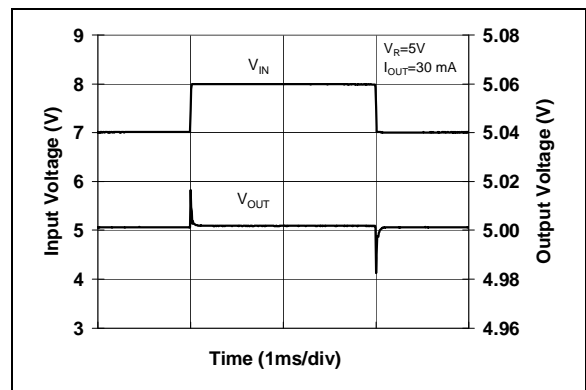 9
8
7
6
5
4
3
Input Voltage (V)
V_IN
V_OUT
V_R=5V
I_OUT=30 mA
5.08
5.06
5.04
5.02
5.00
4.98
4.96
Output Voltage (V)
Time (1ms/div)